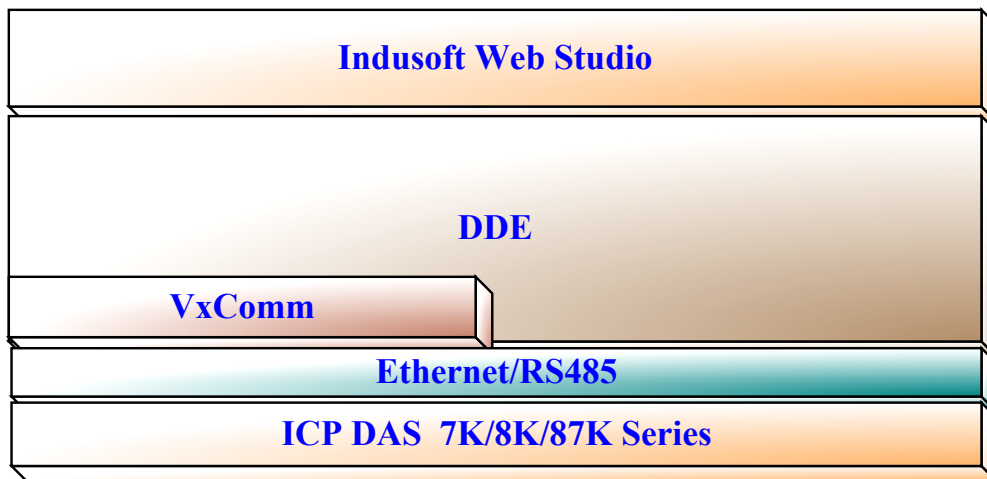 Indusoft Web Studio
DDE
VxComm
Ethernet/RS485
ICP DAS  7K/8K/87K Series